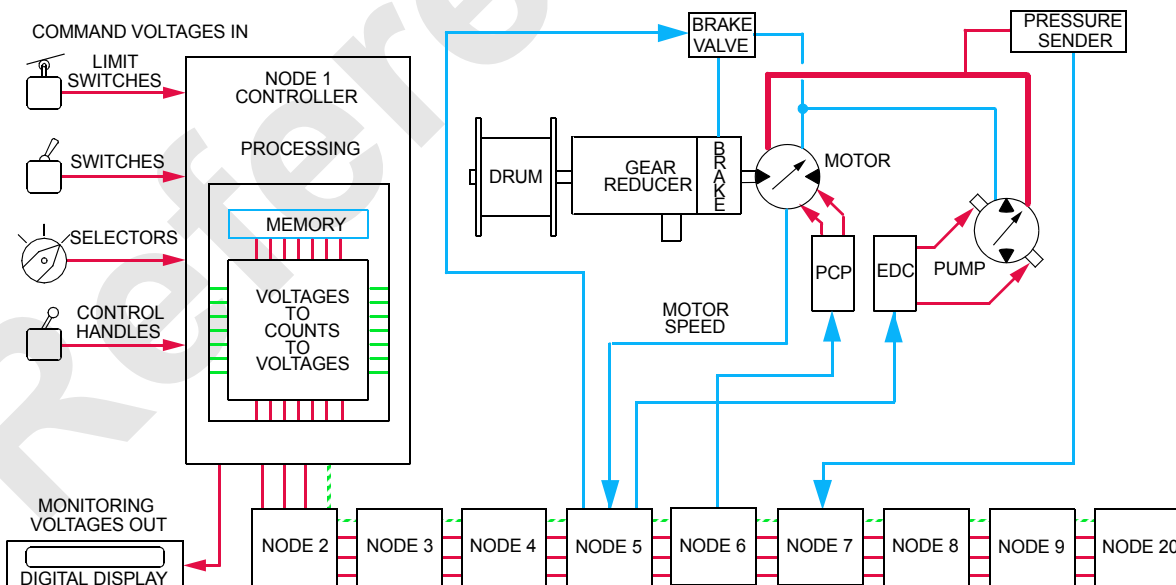 COMMAND VOLTAGES IN
LIMIT
SWITCHES
SWITCHES
SELECTORS
CONTROL
HANDLES
NODE 1
CONTROLLER
PROCESSING
MEMORY
VOLTAGES
TO
COUNTS
TO
VOLTAGES
MONITORING
VOLTAGES OUT
DIGITAL DISPLAY
BRAKE
VALVE
PRESSURE
SENDER
DRUM
GEAR
REDUCER
BRAKE
MOTOR
PCP
EDC
PUMP
MOTOR
SPEED
NODE 2
NODE 3
NODE 4
NODE 5
NODE 6
NODE 7
NODE 8
NODE 9
NODE 20
Refere